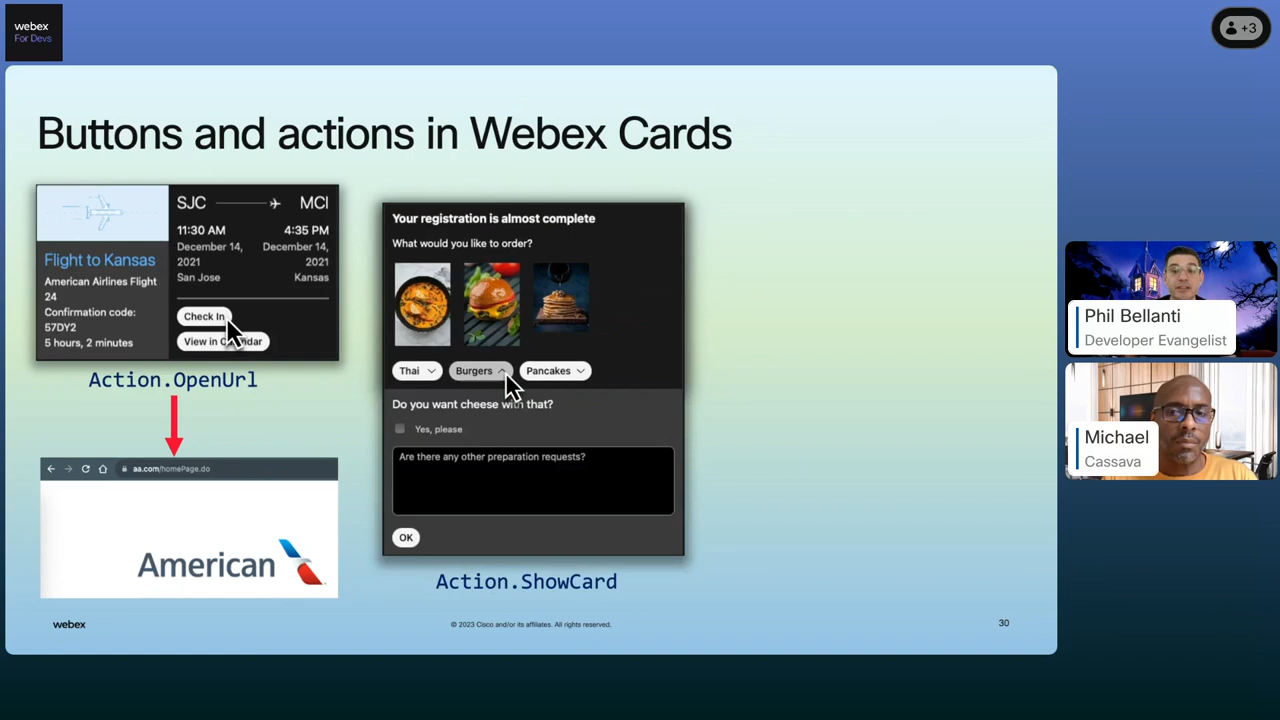 webex
For Devs
+3
Buttons and actions in Webex Cards
SJC
MCI
11:30 AM
4:35 PM
December 14,
2021
December 14,
2021
San Jose
Kansas
Flight to Kansas
American Airlines Flight
24
Confirmation code:
57DY2
5 hours, 2 minutes
Check In
View in
Action.OpenUrl
aa.com/homePage.do
American
Your registration is almost complete
What would you like to order?
Thai
Burgers
Pancakes
Do you want cheese with that?
Yes, please
Are there any other preparation requests?
OK
Action.ShowCard
webex
© 2023 Cisco and/or its affiliates. All rights reserved.
30
Phil Bellanti
Developer Evangelist
Michael
Cassava